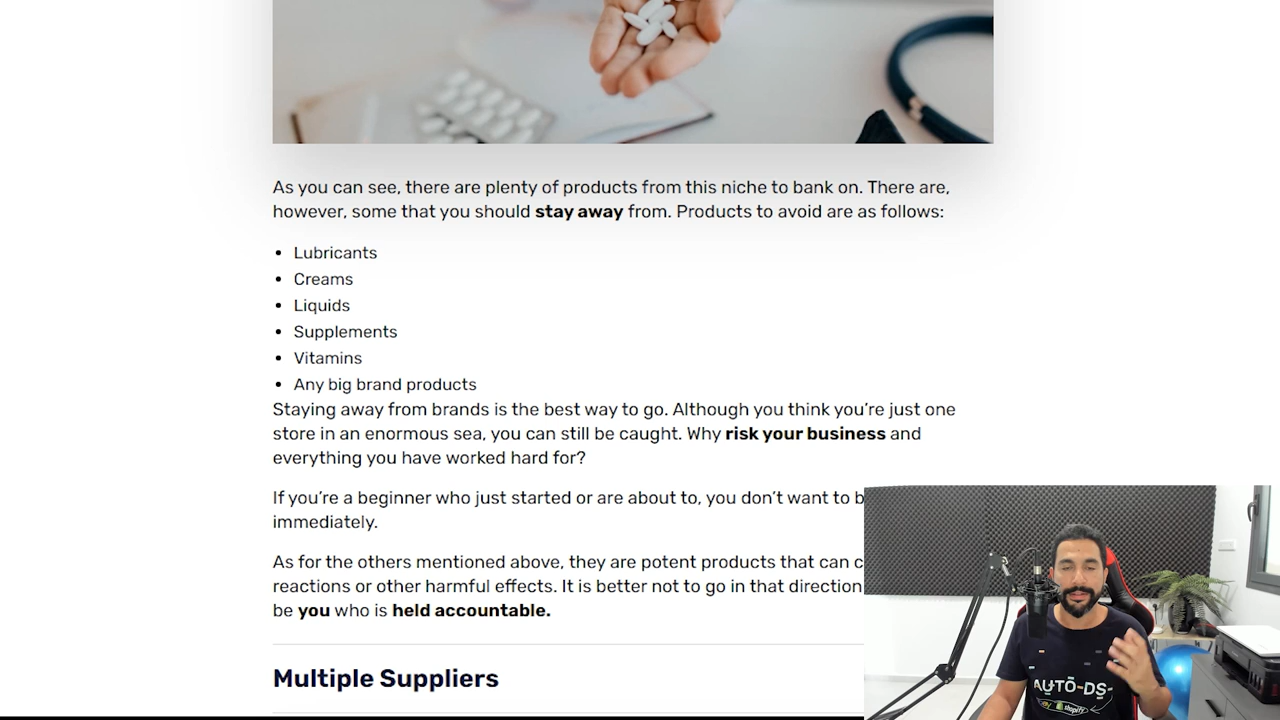 As you can see, there are plenty of products from this niche to bank on. There are,
however, some that you should stay away from. Products to avoid are as follows:
• Lubricants
• Creams
• Liquids
• Supplements
• Vitamins
• Any big brand products
Staying away from brands is the best way to go. Although you think you’re just one
store in an enormous sea, you can still be caught. Why risk your business and
everything you have worked hard for?
If you’re a beginner who just started or are about to, you don’t want to b
immediately.
As for the others mentioned above, they are potent products that can c
reactions or other harmful effects. It is better not to go in that direction
be you who is held accountable.
Multiple Suppliers
AUTO-DS-
shopify